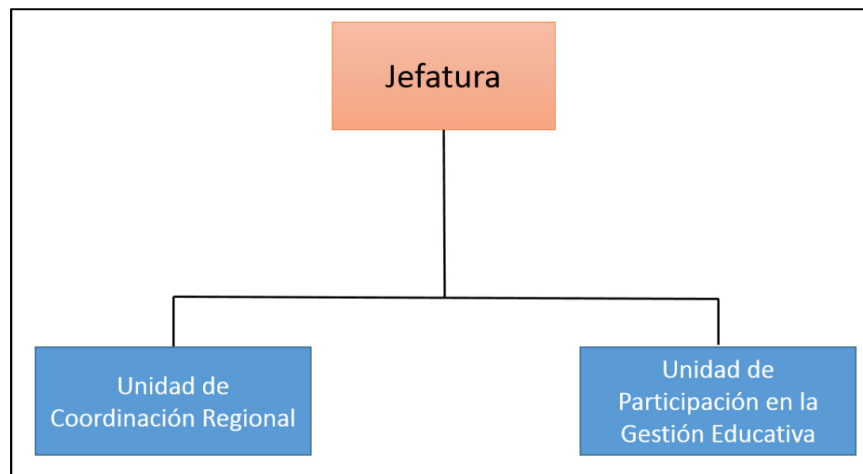 Jefatura
Unidad de
Coordinación Regional
Unidad de
Participación en la
Gestión Educativa